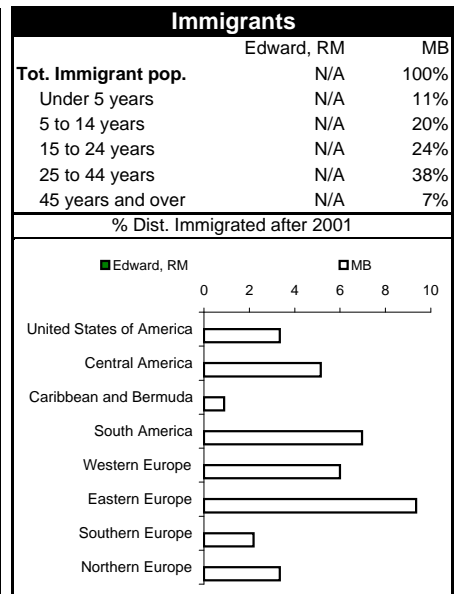 Immigrants
Edward, RM MB
Tot. Immigrant pop. N/A 100%
Under 5 years N/A 11%
5 to 14 years N/A 20%
15 to 24 years N/A 24%
25 to 44 years N/A 38%
45 years and over N/A 7%
% Dist. Immigrated after 2001
Edward, RM MB
0 2 4 6 8 10
United States of America
Central America
Caribbean and Bermuda
South America
Western Europe
Eastern Europe
Southern Europe
Northern Europe